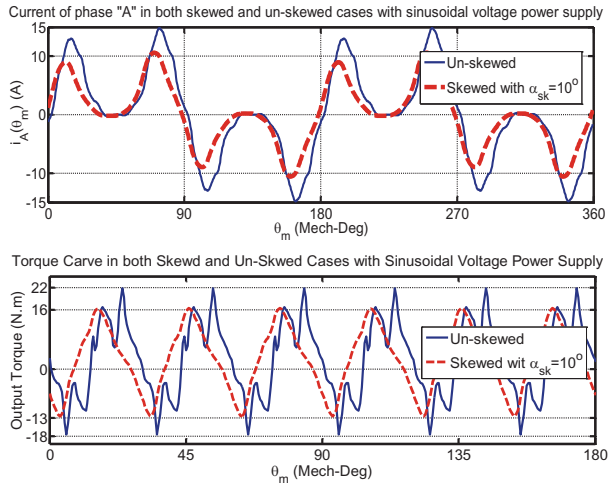 Current of phase "A" in both skewed and un-skewed cases with sinusoidal voltage power supply
i_A(θ_m) (A)
15
10
0
-10
-15
Un-skewed
Skewed with α_sk=10°
0 90 180 270 360
θ_m (Mech-Deg)
Torque Carve in both Skewd and Un-Skwed Cases with Sinusoidal Voltage Power Supply
Output Torque (N.m)
22
16
0
-13
-18
Un-skewed
Skewed wit α_sk=10°
0 45 90 135 180
θ_m (Mech-Deg)